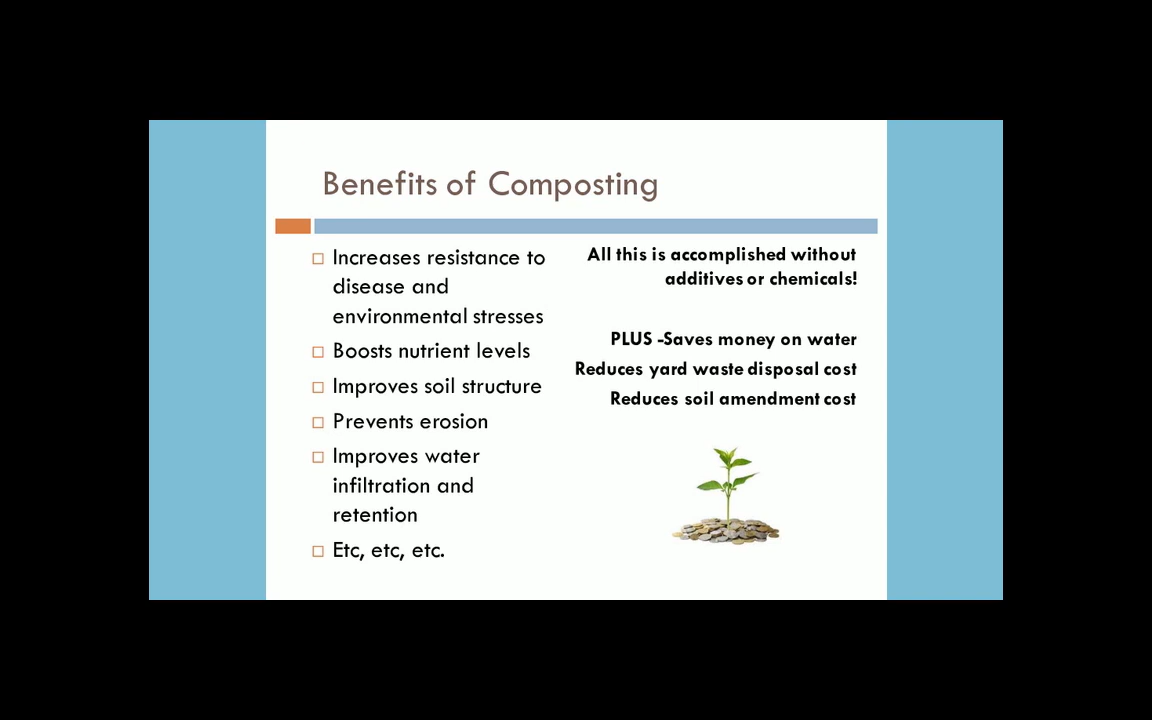 Benefits of Composting
Increases resistance to
disease and
environmental stresses
Boosts nutrient levels
Improves soil structure
Prevents erosion
Improves water
infiltration and
retention
Etc, etc, etc.
All this is accomplished without
additives or chemicals!
PLUS -Saves money on water
Reduces yard waste disposal cost
Reduces soil amendment cost